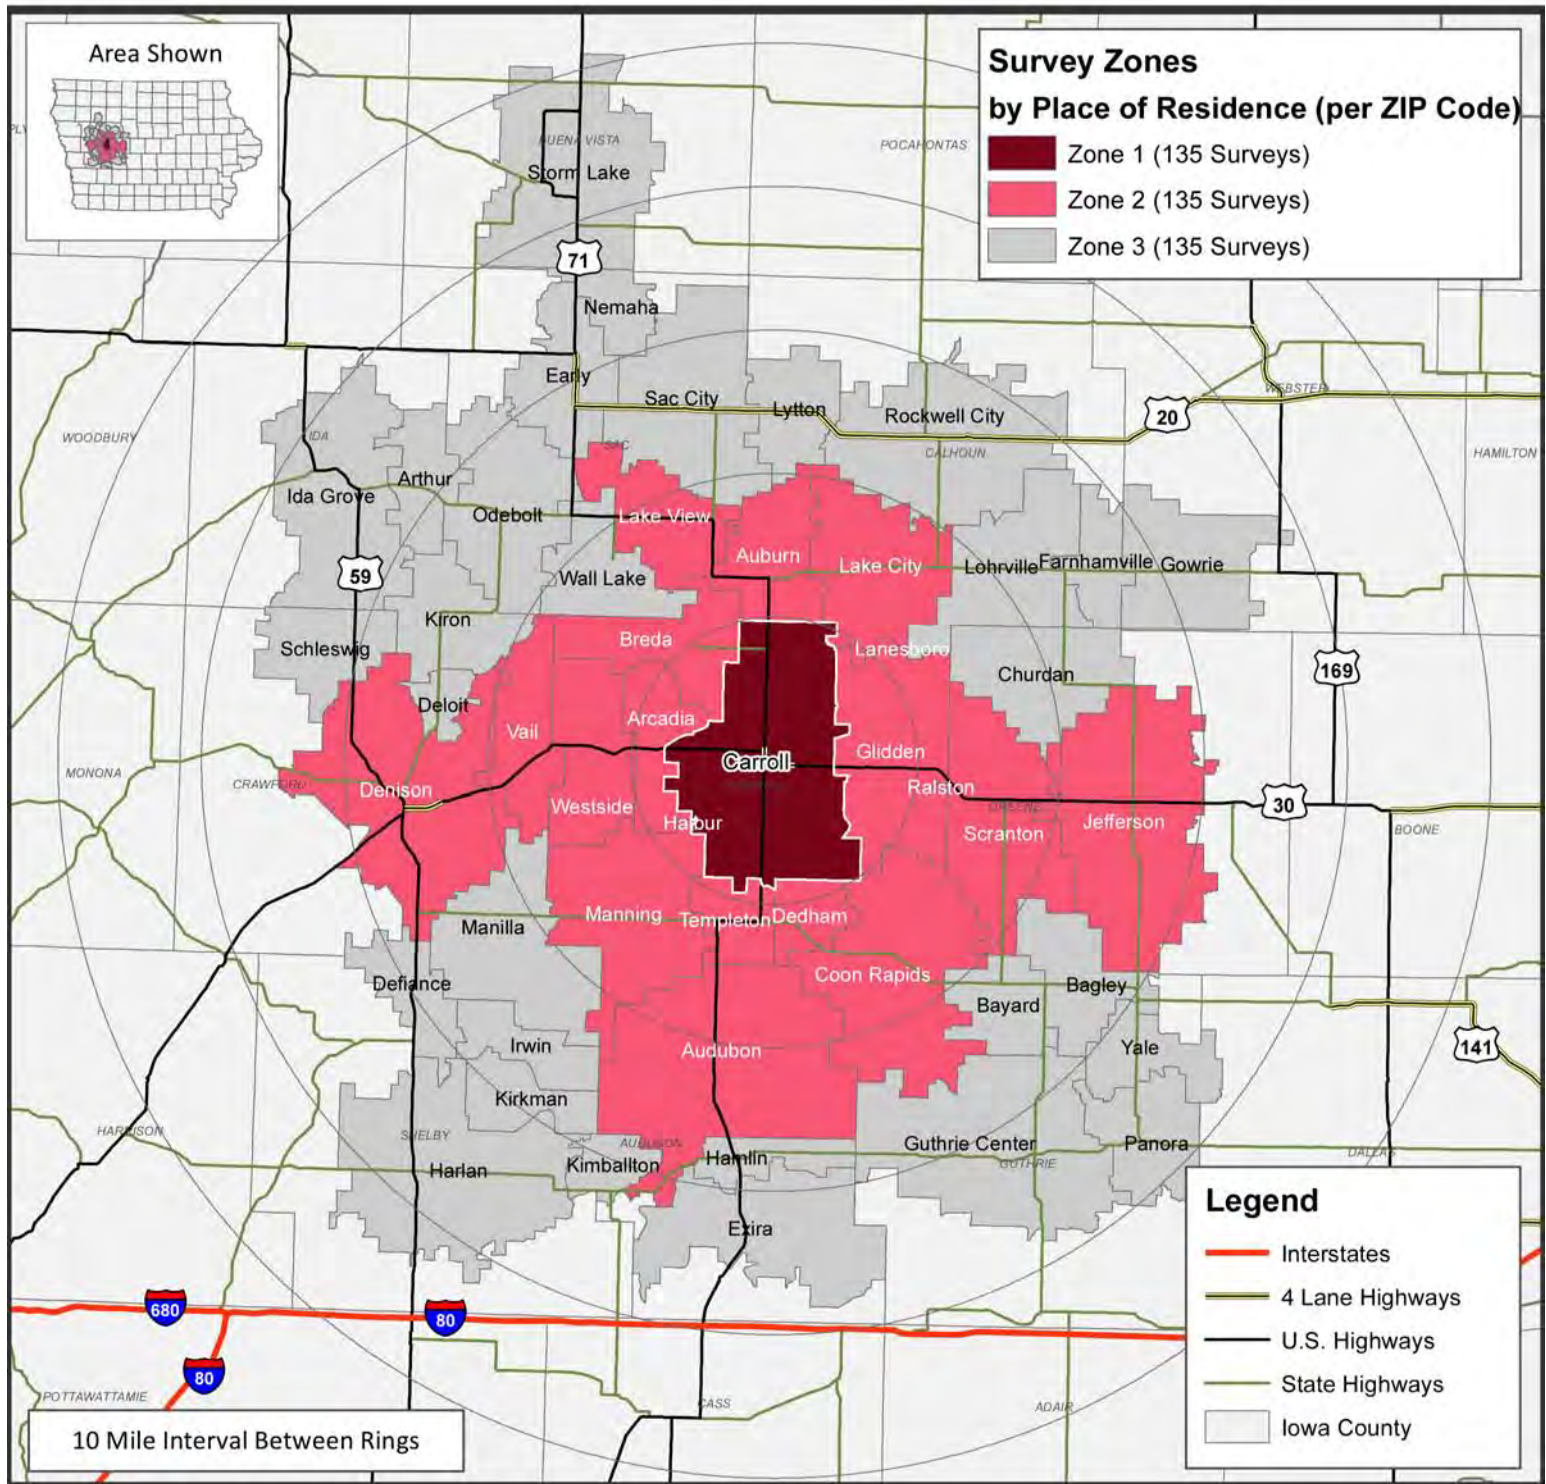 Area Shown
Survey Zones
by Place of Residence (per ZIP Code)
Zone 1 (135 Surveys)
Zone 2 (135 Surveys)
Zone 3 (135 Surveys)
BUENA VISTA
POCAHONTAS
Storm Lake
71
Nemaha
Early
Sac City
Lytton
Rockwell City
20
WEBSTER
WOODBURY
IDA
SAC
CALHOUN
HAMILTON
Arthur
Ida Grove
Odebolt
Lake View
Auburn
Lake City
Lohrville
Farnhamville
Gowrie
59
Wall Lake
Kiron
Schleswig
Breda
Lanesboro
Churdan
169
Deloit
Vail
Arcadia
Carroll
Glidden
MONONA
CRAWFORD
Denison
Westside
Halbur
Ralston
GREENE
Scranton
Jefferson
30
BOONE
Manilla
Manning
Templeton
Dedham
Defiance
Coon Rapids
Bayard
Bagley
Irwin
Audubon
Yale
141
Kirkman
HARRISON
SHELBY
AUDUBON
Harlan
Kimballton
Hamlin
Guthrie Center
GUTHRIE
Panora
DALLAS
Exira
Legend
Interstates
4 Lane Highways
U.S. Highways
State Highways
Iowa County
680
80
80
POTTAWATTAMIE
CASS
ADAIR
10 Mile Interval Between Rings